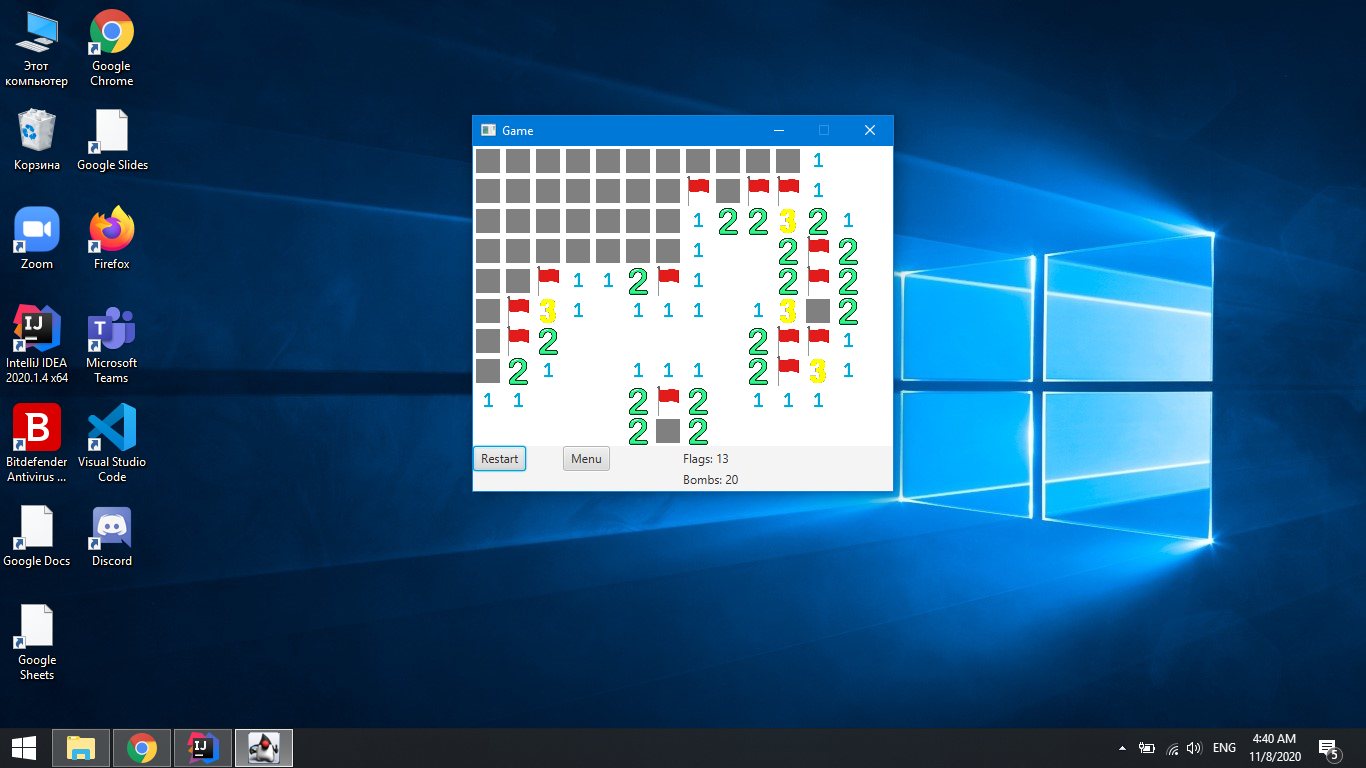 Этот
компьютер
Google
Chrome
Корзина
Google Slides
Zoom
Firefox
IJ
IntelliJ IDEA
2020.1.4 x64
T
Microsoft
Teams
B
Bitdefender
Antivirus ...
Visual Studio
Code
Google Docs
Discord
Google
Sheets
Game
1
1
1 2 2 3 2 1
1 2 2
1 1 2 1 2 2
3 1 1 1 1 1 3 2
2 2 1
2 1 1 1 1 2 3 1
1 1 2 2 1 1 1
2 2
Restart
Menu
Flags: 13
Bombs: 20
IJ
ENG
4:40 AM
11/8/2020
5